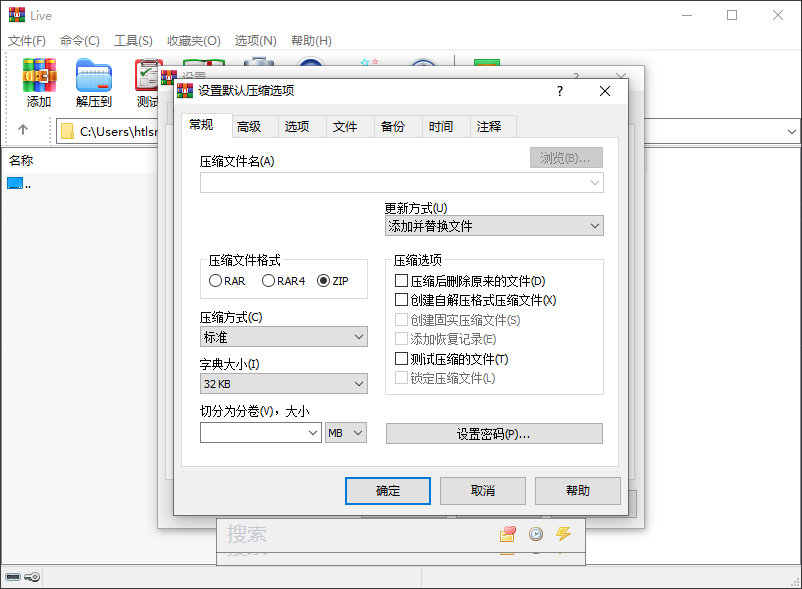 Live
文件(F) 命令(C) 工具(S) 收藏夹(O) 选项(N) 帮助(H)
添加 解压到 测试
设置
C:\Users\htlsr
名称
..
设置默认压缩选项
常规 高级 选项 文件 备份 时间 注释
压缩文件名(A)
浏览(B)...
更新方式(U)
添加并替换文件
压缩文件格式
RAR RAR4 ZIP
压缩选项
压缩后删除原来的文件(D)
创建自解压格式压缩文件(X)
创建固实压缩文件(S)
添加恢复记录(E)
测试压缩的文件(T)
锁定压缩文件(L)
压缩方式(C)
标准
字典大小(I)
32 KB
切分为分卷(V)，大小
MB
设置密码(P)...
确定 取消 帮助
搜索